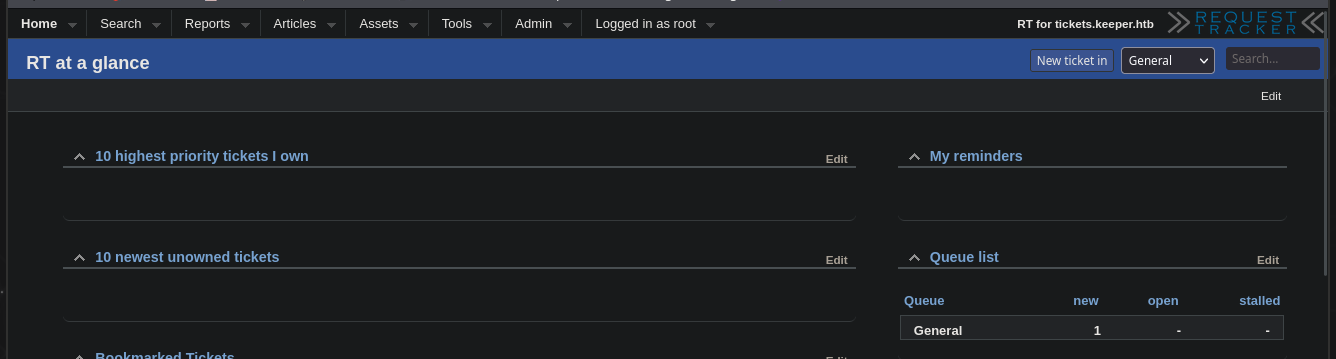 Home Search Reports Articles Assets Tools Admin Logged in as root RT for tickets.keeper.htb REQUEST TRACKER
RT at a glance New ticket in General Search...
Edit
10 highest priority tickets I own Edit
My reminders
10 newest unowned tickets Edit
Queue list Edit
Queue new open stalled
General 1 - -
Bookmarked Tickets Edit